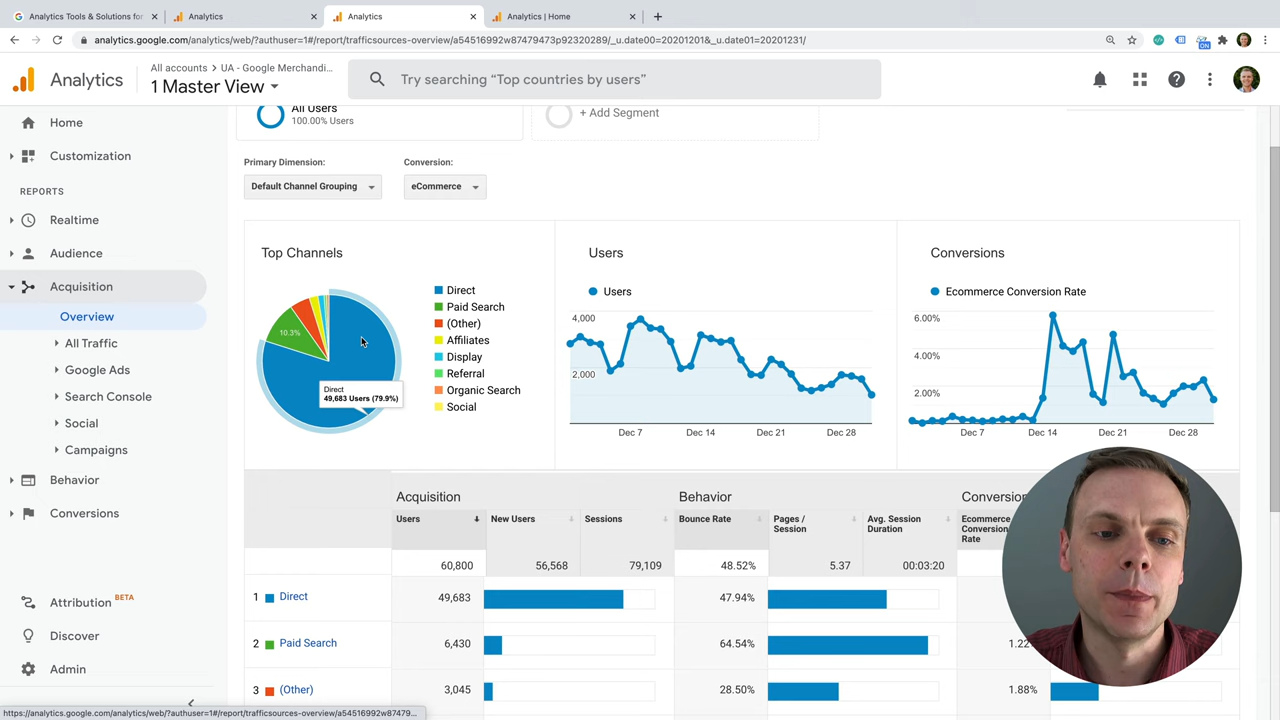 Analytics Tools & Solutions for
Analytics
Analytics
Analytics | Home
analytics.google.com/analytics/web/?authuser=1#/report/trafficsources-overview/a54516992w87479473p92320289/_u.date00=20201201&_u.date01=20201231/
ON
Analytics
All accounts > UA - Google Merchandi...
1 Master View
Try searching “Top countries by users”
Home
Customization
REPORTS
Realtime
Audience
Acquisition
Overview
All Traffic
Google Ads
Search Console
Social
Campaigns
Behavior
Conversions
Attribution BETA
Discover
Admin
All Users
100.00% Users
+ Add Segment
Primary Dimension:
Conversion:
Default Channel Grouping
eCommerce
Top Channels
10.3%
Direct
49,683 Users (79.9%)
Direct
Paid Search
(Other)
Affiliates
Display
Referral
Organic Search
Social
Users
Users
4,000
2,000
Dec 7
Dec 14
Dec 21
Dec 28
Conversions
Ecommerce Conversion Rate
6.00%
4.00%
2.00%
Dec 7
Dec 14
Dec 21
Dec 28
Acquisition
Behavior
Conversion
Users
New Users
Sessions
Bounce Rate
Pages /
Session
Avg. Session
Duration
Ecommerce
Conversion
Rate
60,800
56,568
79,109
48.52%
5.37
00:03:20
1
Direct
49,683
47.94%
2
Paid Search
6,430
64.54%
1.22
3
(Other)
3,045
28.50%
1.88%
https://analytics.google.com/analytics/web/?authuser=1#/report/trafficsources-overview/a54516992w87479...